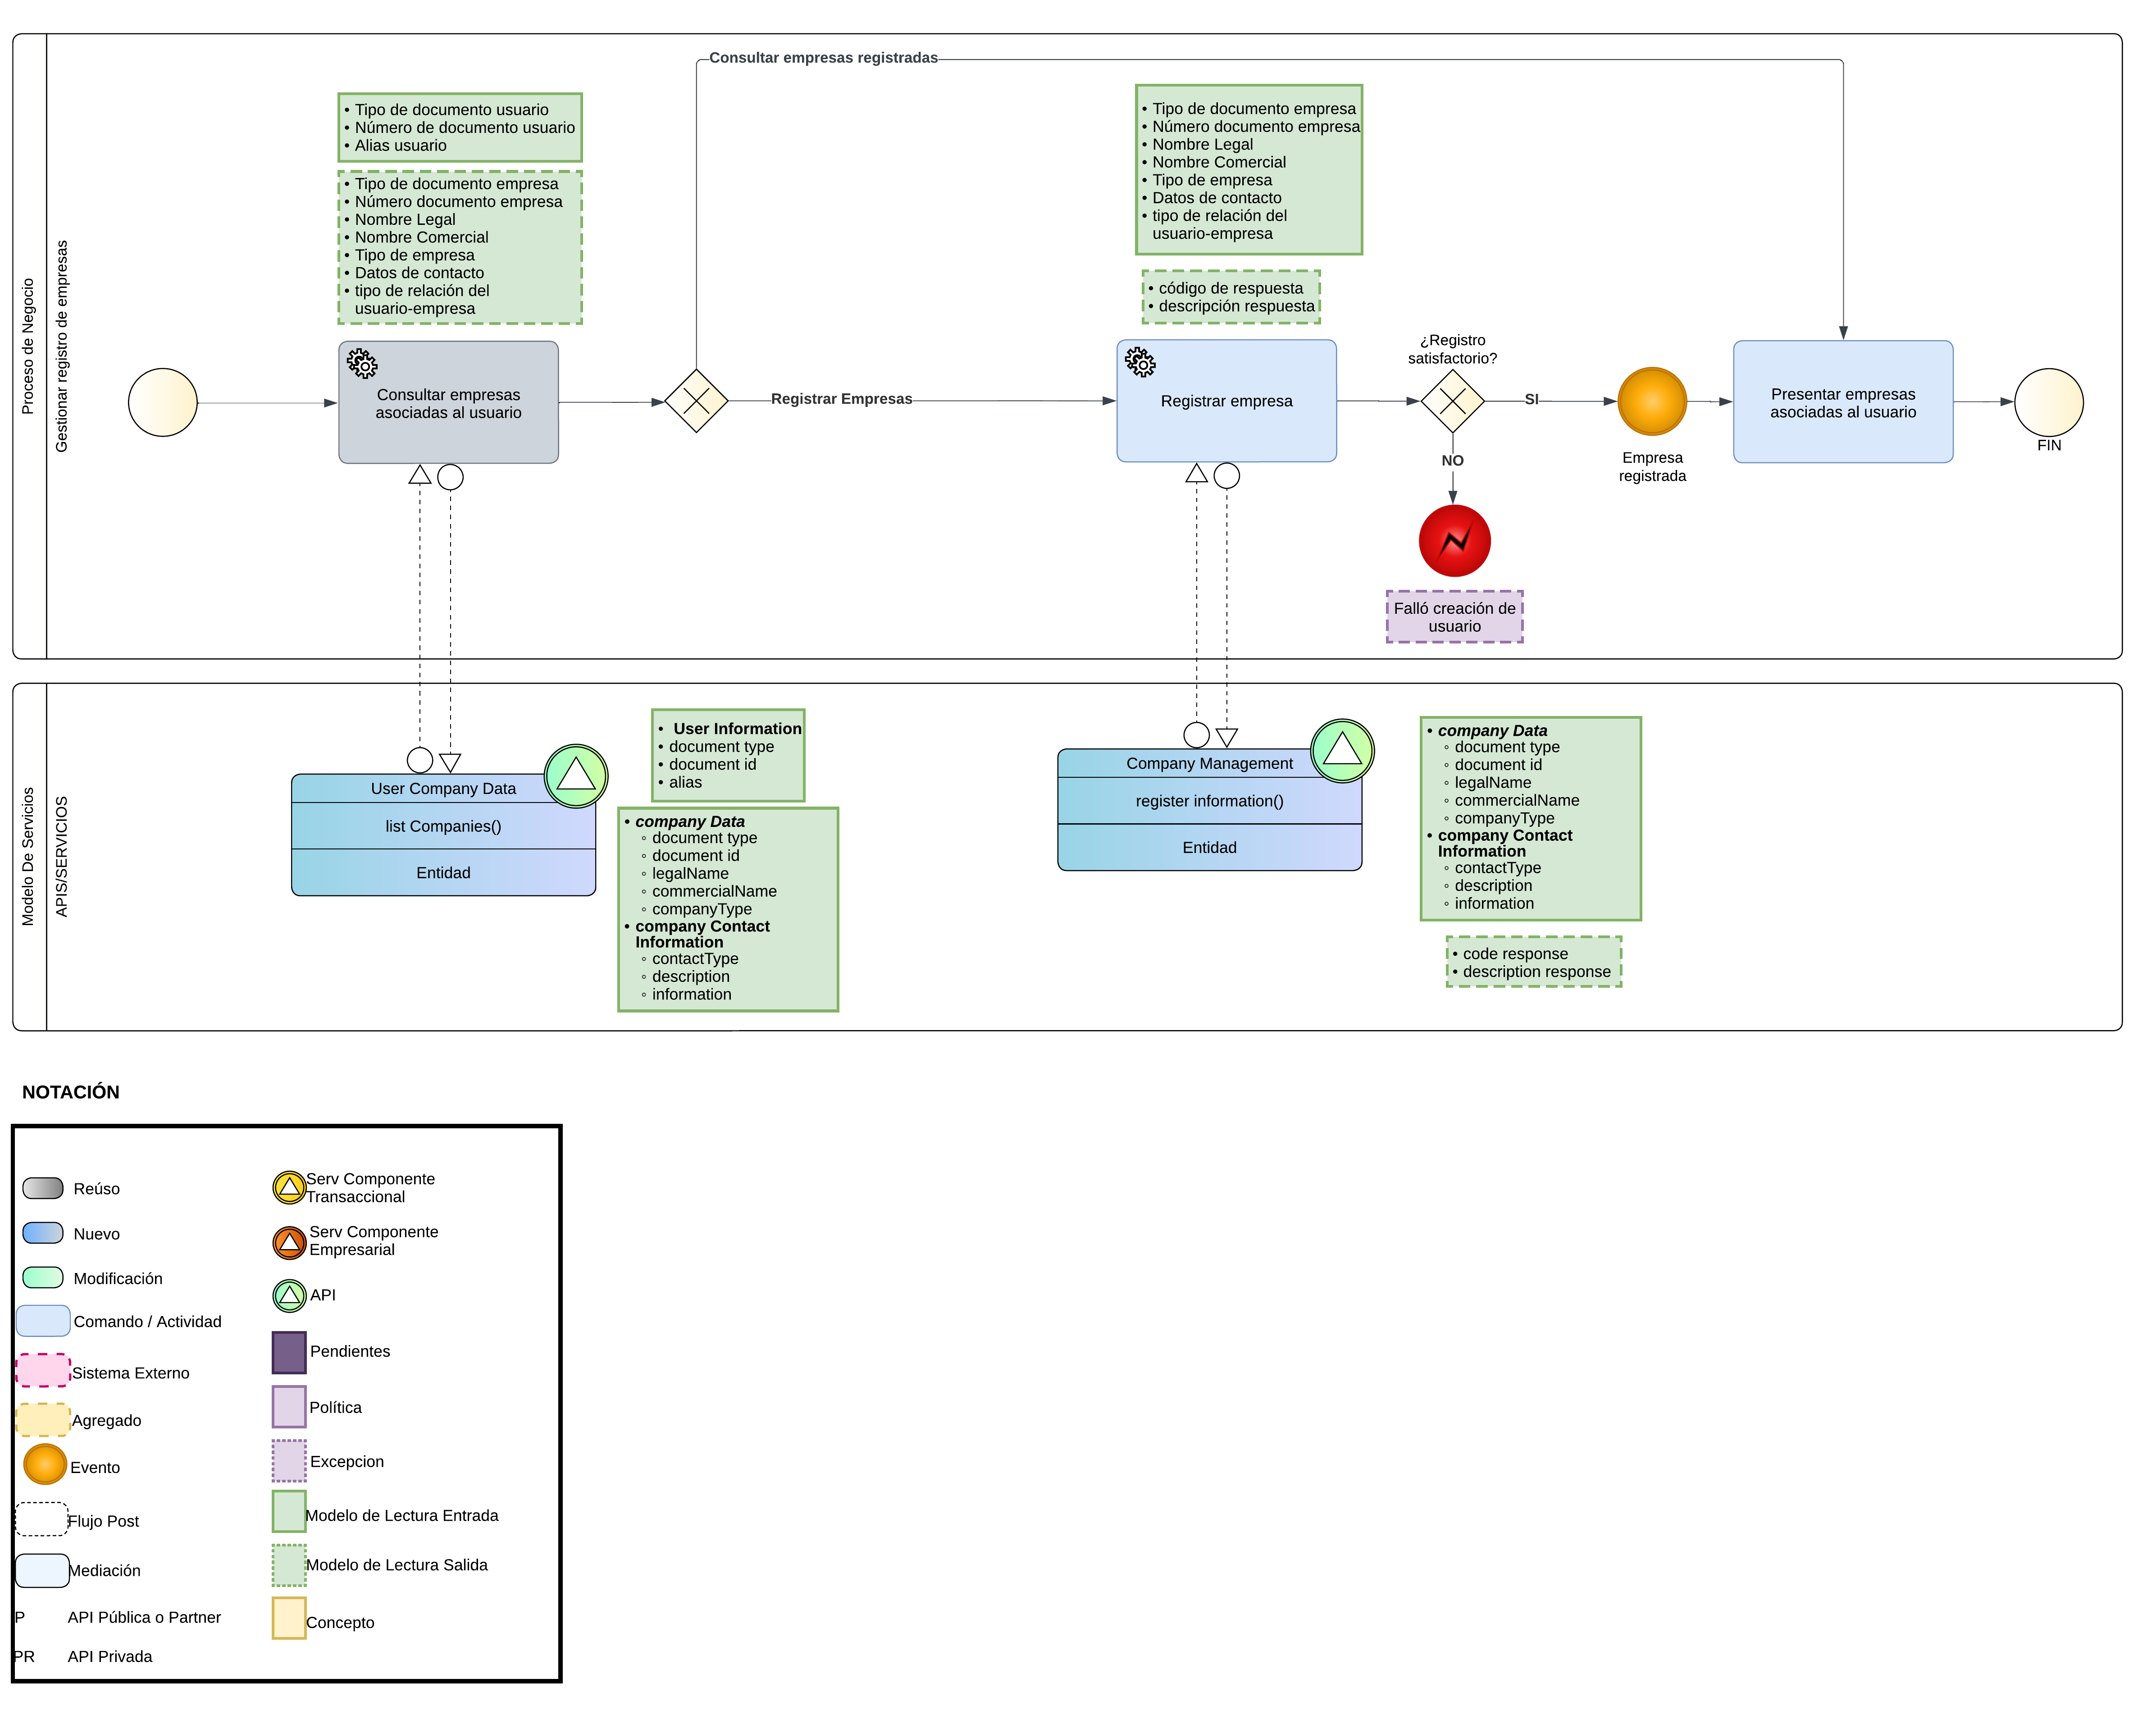 Proceso de Negocio
Gestionar registro de empresas
Consultar empresas registradas
• Tipo de documento usuario
• Número de documento usuario
• Alias usuario
• Tipo de documento empresa
• Número documento empresa
• Nombre Legal
• Nombre Comercial
• Tipo de empresa
• Datos de contacto
• tipo de relación del
usuario-empresa
Consultar empresas
asociadas al usuario
Registrar Empresas
• Tipo de documento empresa
• Número documento empresa
• Nombre Legal
• Nombre Comercial
• Tipo de empresa
• Datos de contacto
• tipo de relación del
usuario-empresa
• código de respuesta
• descripción respuesta
Registrar empresa
¿Registro
satisfactorio?
SI
NO
Falló creación de
usuario
Empresa
registrada
Presentar empresas
asociadas al usuario
FIN
Modelo De Servicios
APIS/SERVICIOS
User Company Data
list Companies()
Entidad
• User Information
• document type
• document id
• alias
• company Data
◦ document type
◦ document id
◦ legalName
◦ commercialName
◦ companyType
• company Contact
Information
◦ contactType
◦ description
◦ information
Company Management
register information()
Entidad
• company Data
◦ document type
◦ document id
◦ legalName
◦ commercialName
◦ companyType
• company Contact
Information
◦ contactType
◦ description
◦ information
• code response
• description response
NOTACIÓN
Reúso
Nuevo
Modificación
Comando / Actividad
Sistema Externo
Agregado
Evento
Flujo Post
Mediación
P API Pública o Partner
PR API Privada
Serv Componente
Transaccional
Serv Componente
Empresarial
API
Pendientes
Política
Excepcion
Modelo de Lectura Entrada
Modelo de Lectura Salida
Concepto